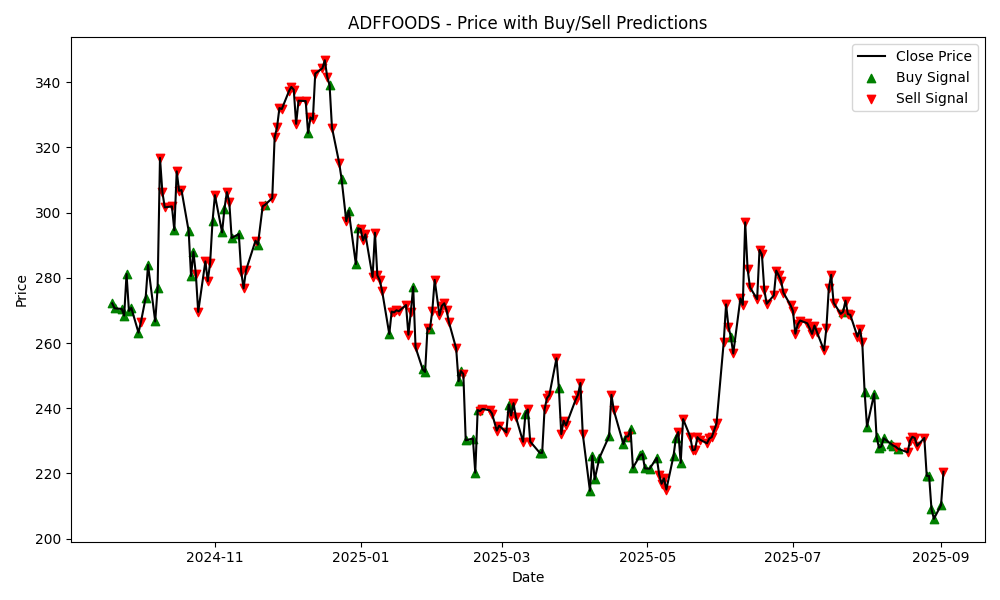 ADFFOODS - Price with Buy/Sell Predictions
Close Price
Buy Signal
Sell Signal
Price
340
320
300
280
260
240
220
200
2024-11
2025-01
2025-03
2025-05
2025-07
2025-09
Date